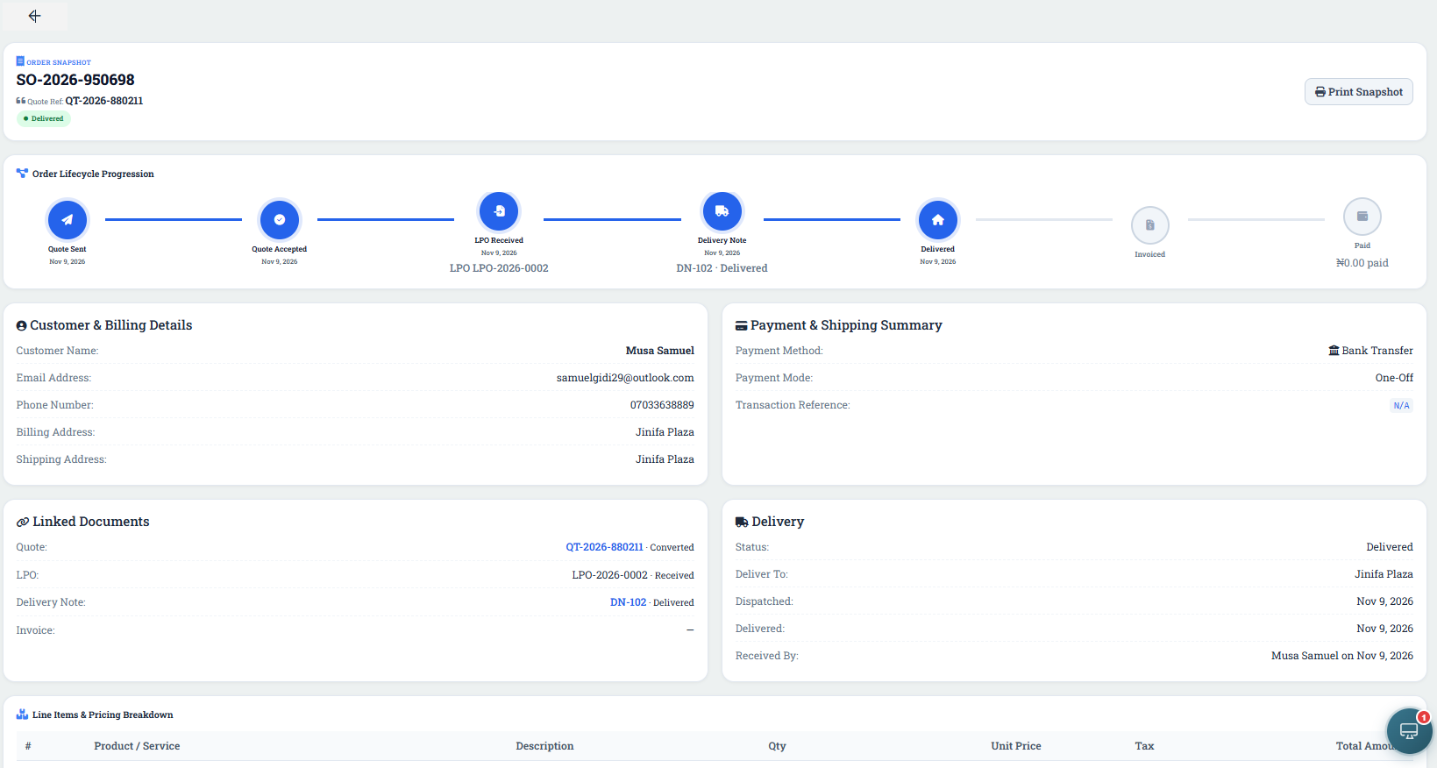 ORDER SNAPSHOT
SO-2026-950698
Quote Ref: QT-2026-880211
Delivered
Print Snapshot
Order Lifecycle Progression
Quote Sent
Nov 9, 2026
Quote Accepted
Nov 9, 2026
LPO Received
Nov 9, 2026
LPO LPO-2026-0002
Delivery Note
Nov 9, 2026
DN-102 · Delivered
Delivered
Nov 9, 2026
Invoiced
Paid
₦0.00 paid
Customer & Billing Details
Customer Name: Musa Samuel
Email Address: samuelgidi29@outlook.com
Phone Number: 07033638889
Billing Address: Jinifa Plaza
Shipping Address: Jinifa Plaza
Payment & Shipping Summary
Payment Method: Bank Transfer
Payment Mode: One-Off
Transaction Reference: N/A
Linked Documents
Quote: QT-2026-880211 · Converted
LPO: LPO-2026-0002 · Received
Delivery Note: DN-102 · Delivered
Invoice: —
Delivery
Status: Delivered
Deliver To: Jinifa Plaza
Dispatched: Nov 9, 2026
Delivered: Nov 9, 2026
Received By: Musa Samuel on Nov 9, 2026
Line Items & Pricing Breakdown
# Product / Service Description Qty Unit Price Tax Total
1